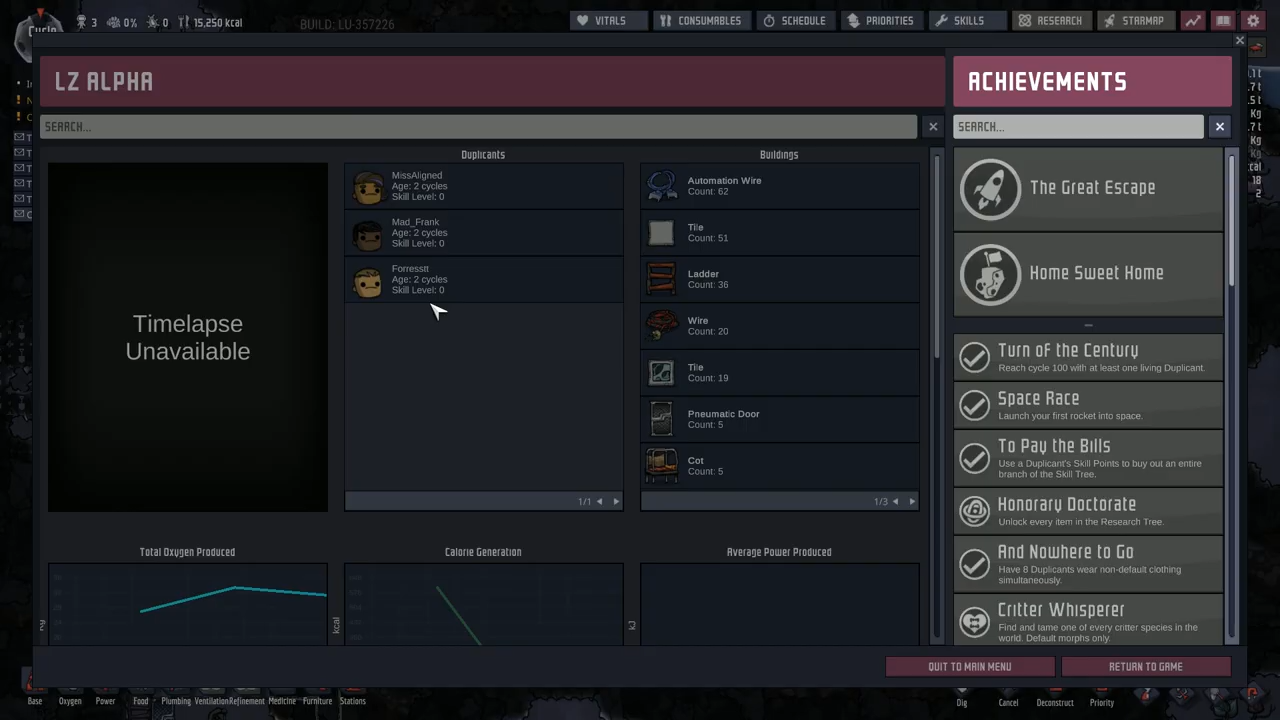 Cycle
3
0%
0
15,250 kcal
BUILD: LU-357226
VITALS
CONSUMABLES
SCHEDULE
PRIORITIES
SKILLS
RESEARCH
STARMAP
LZ ALPHA
ACHIEVEMENTS
SEARCH...
SEARCH...
Duplicants
Buildings
Timelapse
Unavailable
MissAligned
Age: 2 cycles
Skill Level: 0
Mad_Frank
Age: 2 cycles
Skill Level: 0
Forresstt
Age: 2 cycles
Skill Level: 0
1/1
Automation Wire
Count: 62
Tile
Count: 51
Ladder
Count: 36
Wire
Count: 20
Tile
Count: 19
Pneumatic Door
Count: 5
Cot
Count: 5
1/3
The Great Escape
Home Sweet Home
Turn of the Century
Reach cycle 100 with at least one living Duplicant.
Space Race
Launch your first rocket into space.
To Pay the Bills
Use a Duplicant's Skill Points to buy out an entire
branch of the Skill Tree.
Honorary Doctorate
Unlock every item in the Research Tree.
And Nowhere to Go
Have 8 Duplicants wear non-default clothing
simultaneously.
Critter Whisperer
Find and tame one of every critter species in the
world. Default morphs only.
Total Oxygen Produced
Calorie Generation
Average Power Produced
kcal
kJ
QUIT TO MAIN MENU
RETURN TO GAME
Base
Oxygen
Power
Food
Plumbing
Ventilation
Refinement
Medicine
Furniture
Stations
Dig
Cancel
Deconstruct
Priority